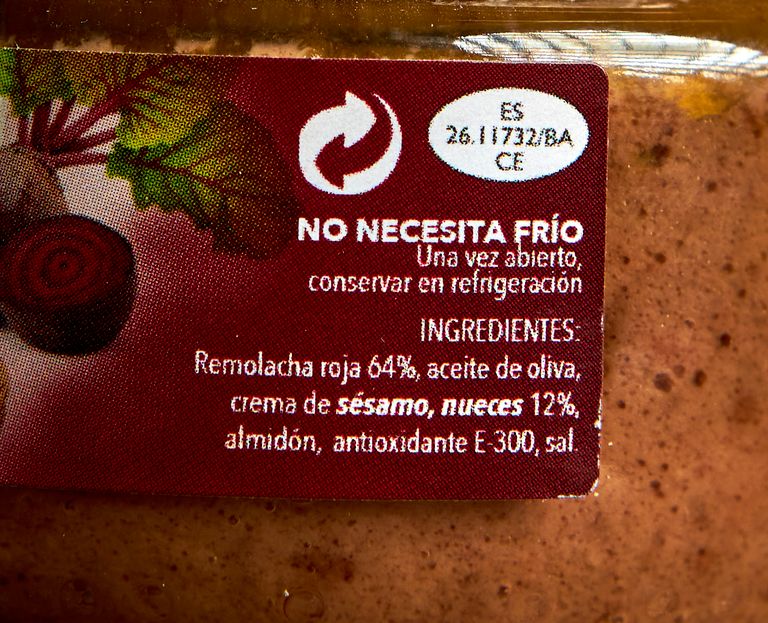 ES
26.11732/BA
CE
NO NECESITA FRÍO
Una vez abierto,
conservar en refrigeración
INGREDIENTES:
Remolacha roja 64%, aceite de oliva,
crema de sésamo, nueces 12%,
almidón, antioxidante E-300, sal.